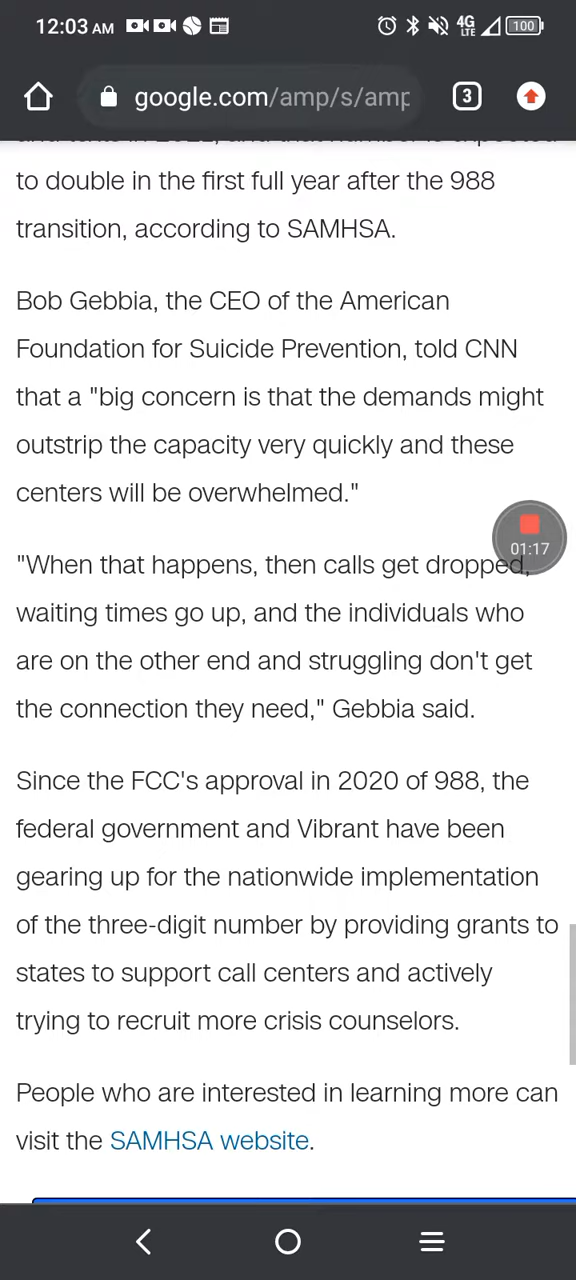 12:03 AM
4G
LTE
100
google.com/amp/s/amp
3
to double in the first full year after the 988
transition, according to SAMHSA.
Bob Gebbia, the CEO of the American
Foundation for Suicide Prevention, told CNN
that a "big concern is that the demands might
outstrip the capacity very quickly and these
centers will be overwhelmed."
01:17
"When that happens, then calls get dropped,
waiting times go up, and the individuals who
are on the other end and struggling don't get
the connection they need," Gebbia said.
Since the FCC's approval in 2020 of 988, the
federal government and Vibrant have been
gearing up for the nationwide implementation
of the three-digit number by providing grants to
states to support call centers and actively
trying to recruit more crisis counselors.
People who are interested in learning more can
visit the SAMHSA website.